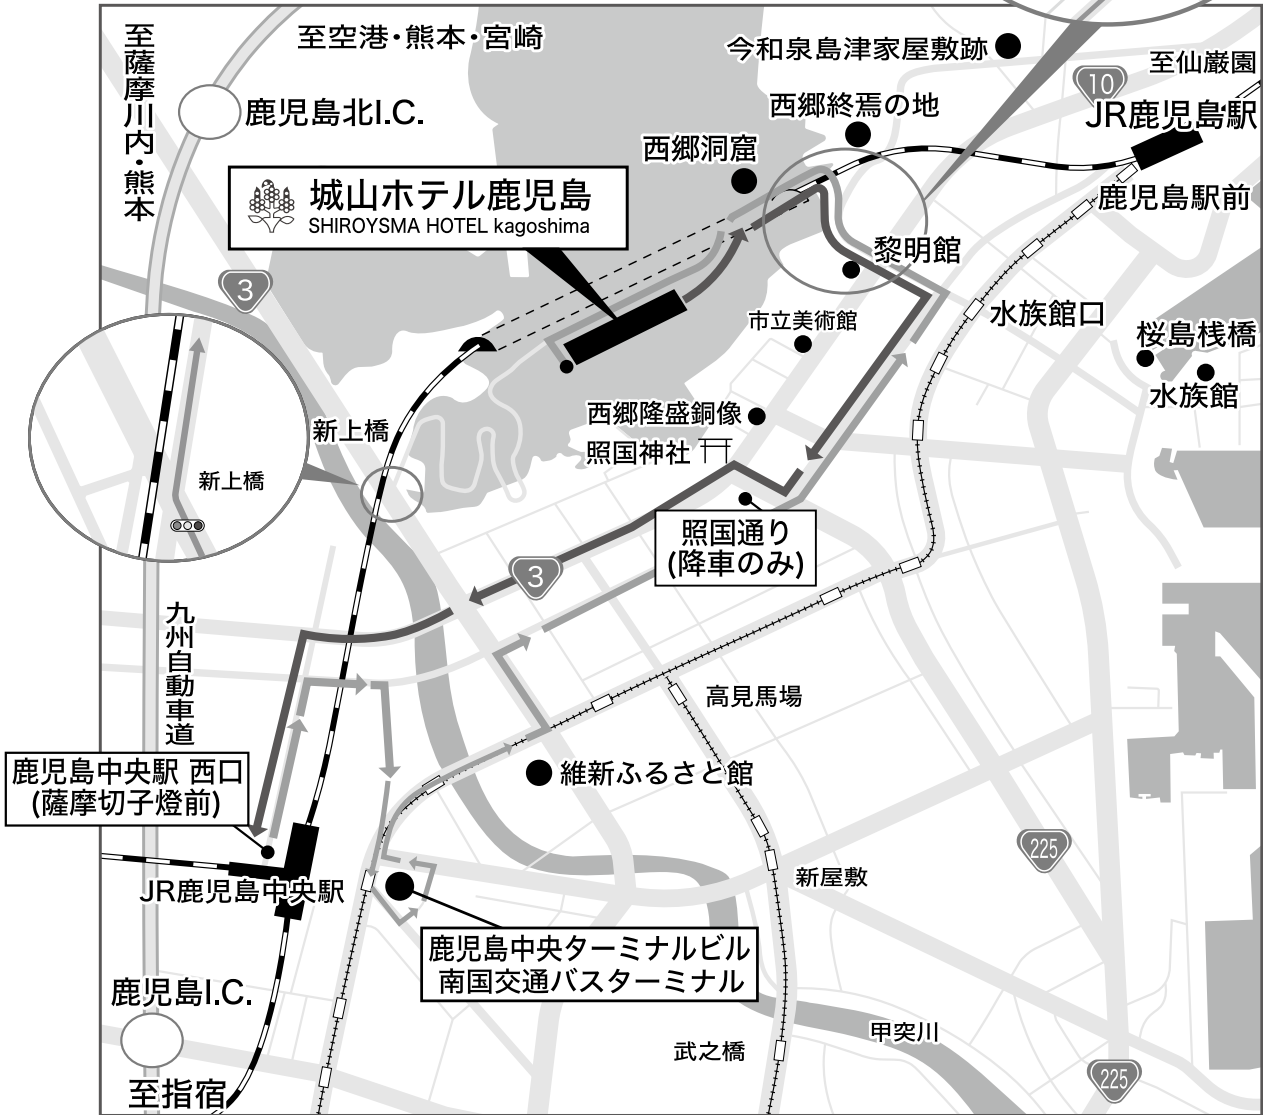 至薩摩川内・熊本
至空港・熊本・宮崎
今和泉島津家屋敷跡
至仙巌園
10
西郷終焉の地
鹿児島北I.C.
JR鹿児島駅
西郷洞窟
城山ホテル鹿児島
SHIROYSMA HOTEL kagoshima
鹿児島駅前
黎明館
3
市立美術館
水族館口
桜島桟橋
水族館
西郷隆盛銅像
新上橋
照国神社
新上橋
照国通り
(降車のみ)
3
九州自動車道
高見馬場
鹿児島中央駅 西口
(薩摩切子燈前)
維新ふるさと館
225
新屋敷
JR鹿児島中央駅
鹿児島中央ターミナルビル
南国交通バスターミナル
鹿児島I.C.
甲突川
武之橋
225
至指宿